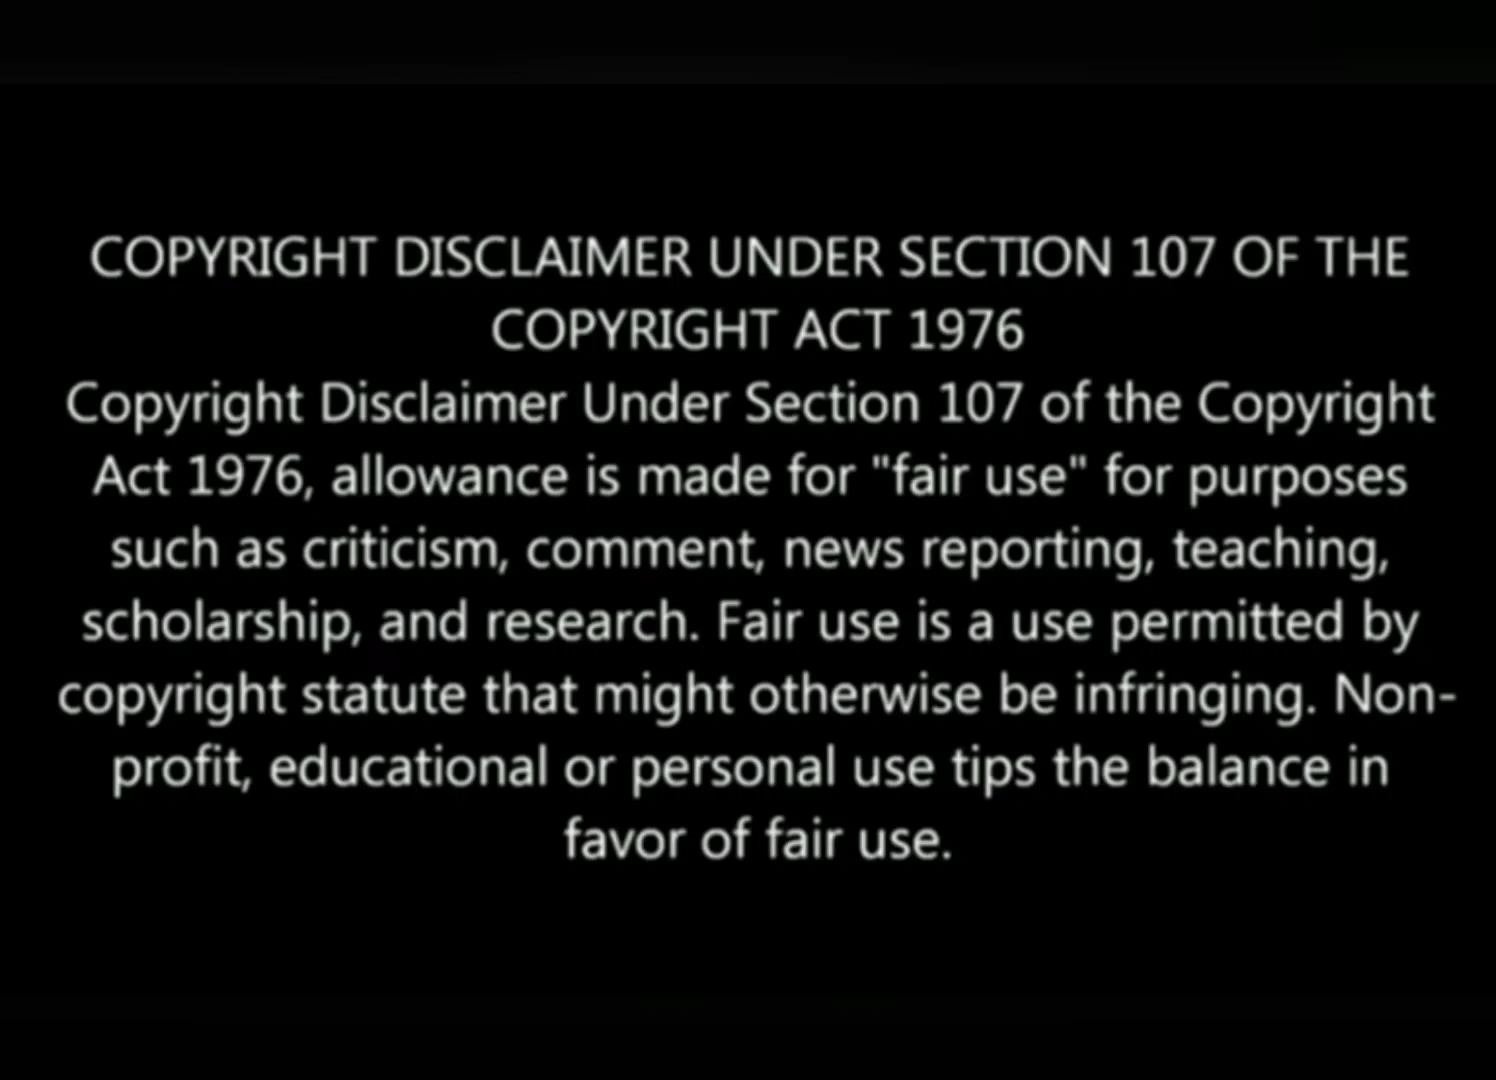 COPYRIGHT DISCLAIMER UNDER SECTION 107 OF THE
COPYRIGHT ACT 1976
Copyright Disclaimer Under Section 107 of the Copyright
Act 1976, allowance is made for "fair use" for purposes
such as criticism, comment, news reporting, teaching,
scholarship, and research. Fair use is a use permitted by
copyright statute that might otherwise be infringing. Non-
profit, educational or personal use tips the balance in
favor of fair use.